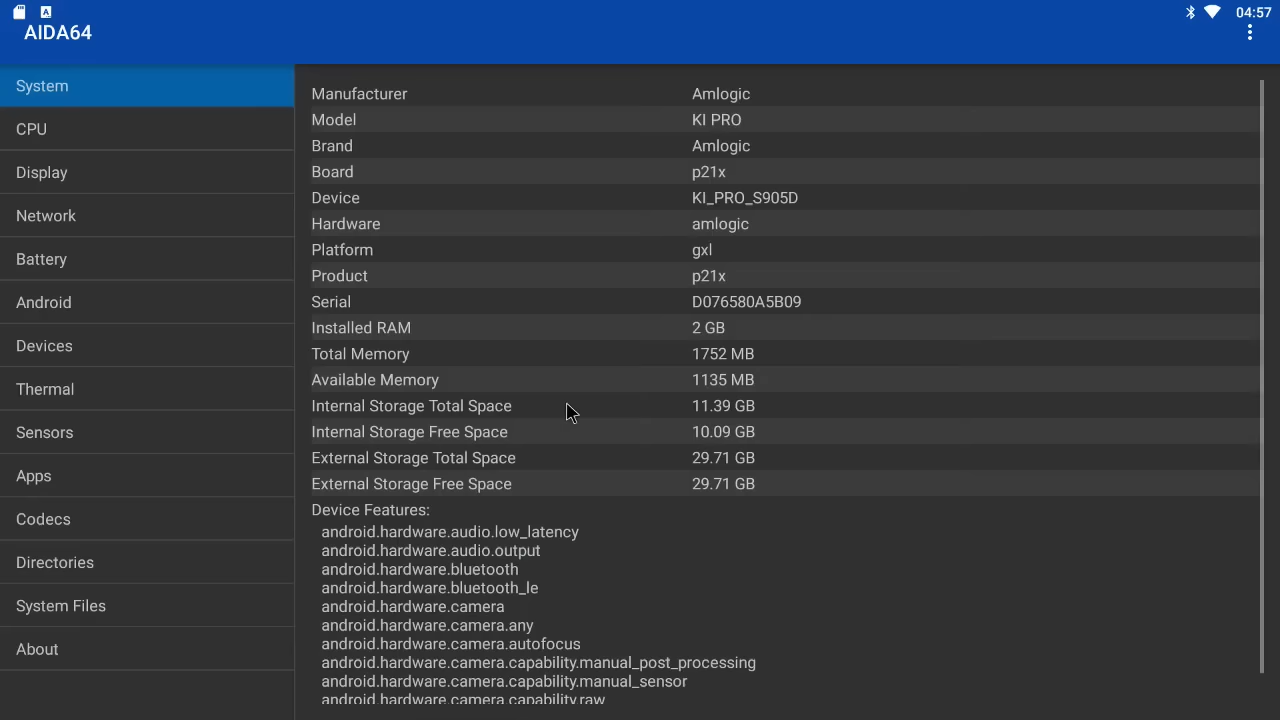 04:57
AIDA64
System
CPU
Display
Network
Battery
Android
Devices
Thermal
Sensors
Apps
Codecs
Directories
System Files
About
Manufacturer Amlogic
Model KI PRO
Brand Amlogic
Board p21x
Device KI_PRO_S905D
Hardware amlogic
Platform gxl
Product p21x
Serial D076580A5B09
Installed RAM 2 GB
Total Memory 1752 MB
Available Memory 1135 MB
Internal Storage Total Space 11.39 GB
Internal Storage Free Space 10.09 GB
External Storage Total Space 29.71 GB
External Storage Free Space 29.71 GB
Device Features:
android.hardware.audio.low_latency
android.hardware.audio.output
android.hardware.bluetooth
android.hardware.bluetooth_le
android.hardware.camera
android.hardware.camera.any
android.hardware.camera.autofocus
android.hardware.camera.capability.manual_post_processing
android.hardware.camera.capability.manual_sensor
android.hardware.camera.capability.raw